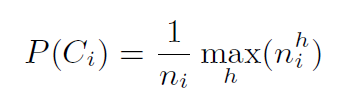 P(C_i) = \frac{1}{n_i} \max_h(n_i^h)